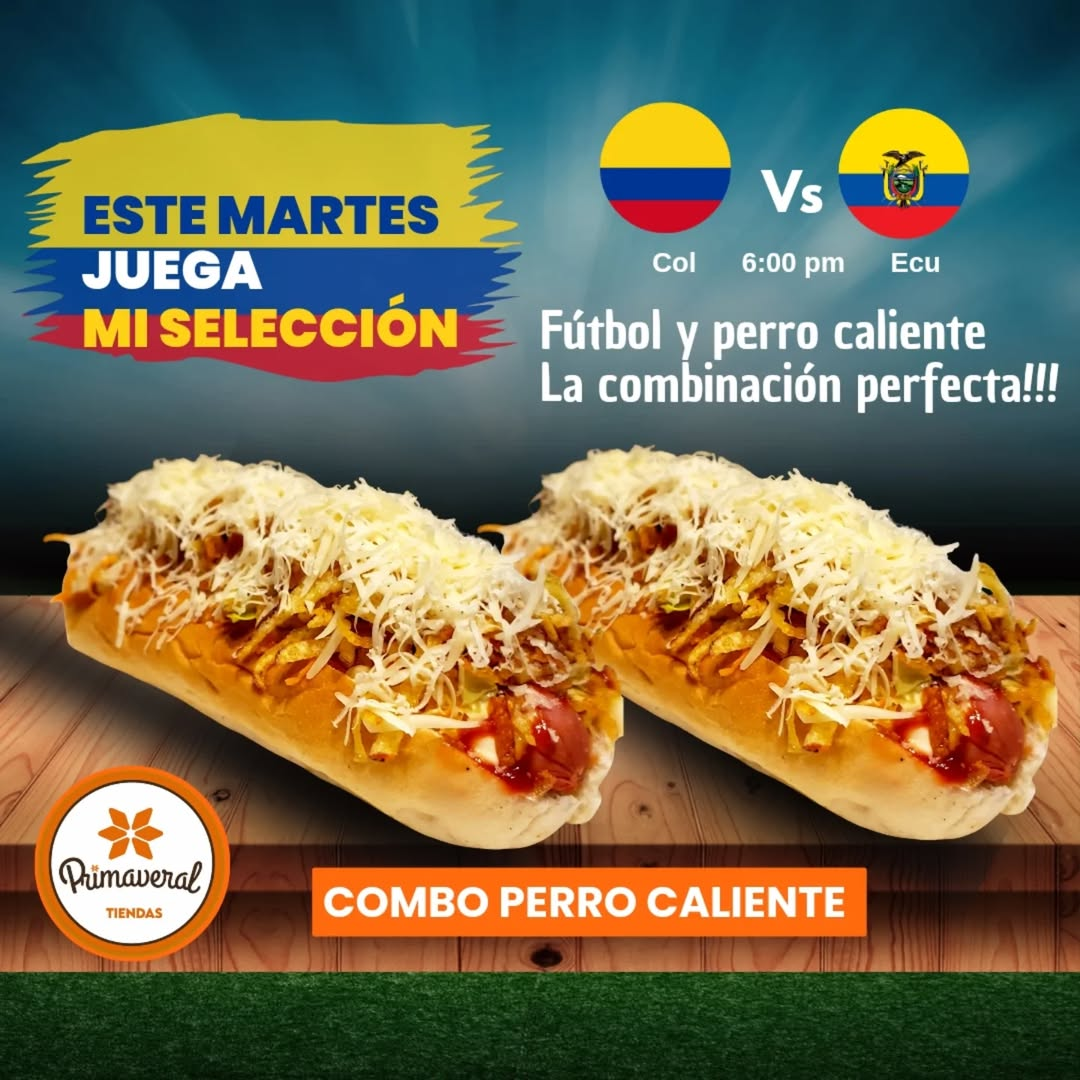 ESTE MARTES
JUEGA
MI SELECCIÓN
Vs
Col 6:00 pm Ecu
Fútbol y perro caliente
La combinación perfecta!!!
Primaveral
TIENDAS
COMBO PERRO CALIENTE